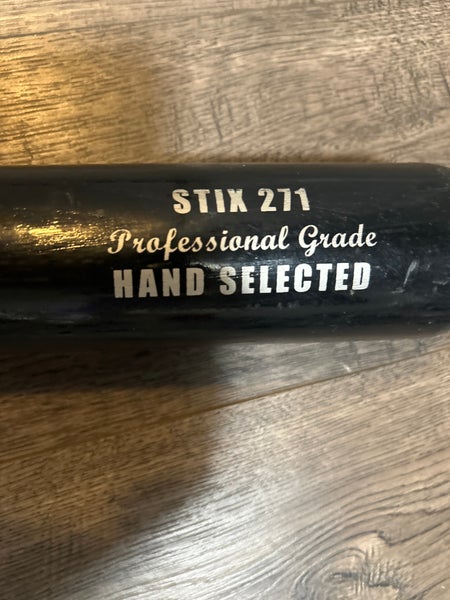 STIX 271
Professional Grade
HAND SELECTED